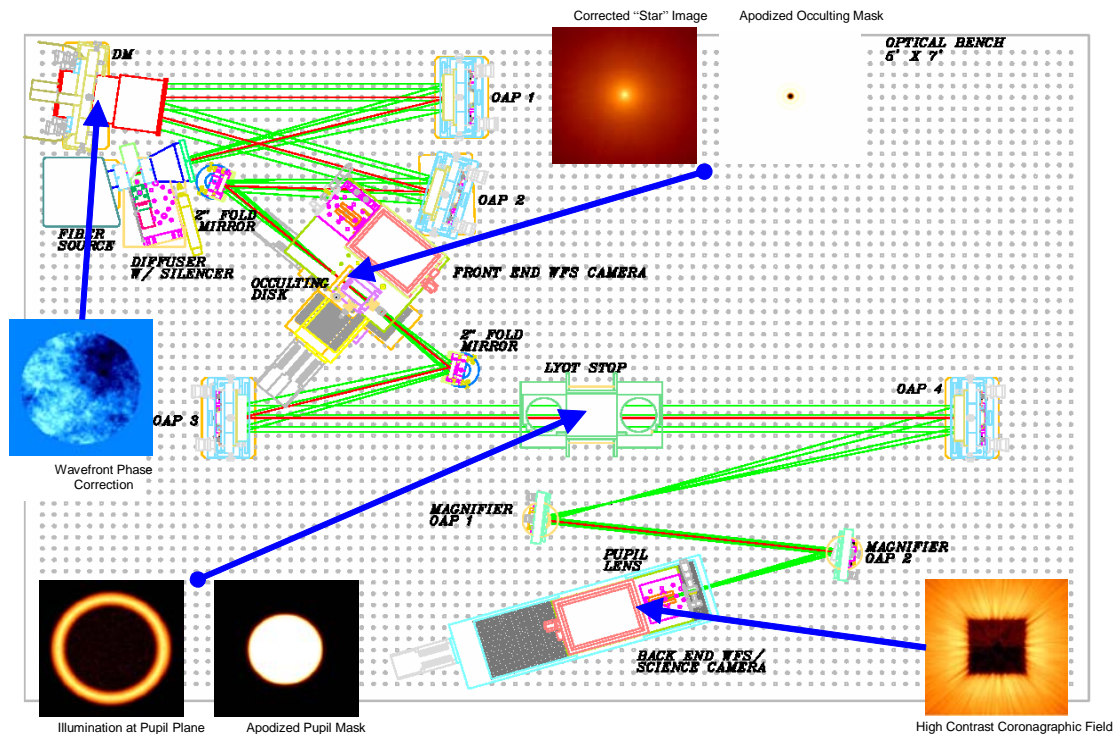 Corrected “Star” Image
Apodized Occulting Mask
DM
OPTICAL BENCH
5' X 7'
OAP 1
OAP 2
2" FOLD
MIRROR
FIBER
SOURCE
DIFFUSER
W/ SILENCER
OCCULTING
DISK
FRONT END WFS CAMERA
2" FOLD
MIRROR
LYOT STOP
OAP 3
OAP 4
Wavefront Phase
Correction
MAGNIFIER
OAP 1
PUPIL
LENS
MAGNIFIER
OAP 2
BACK END WFS/
SCIENCE CAMERA
Illumination at Pupil Plane
Apodized Pupil Mask
High Contrast Coronagraphic Field